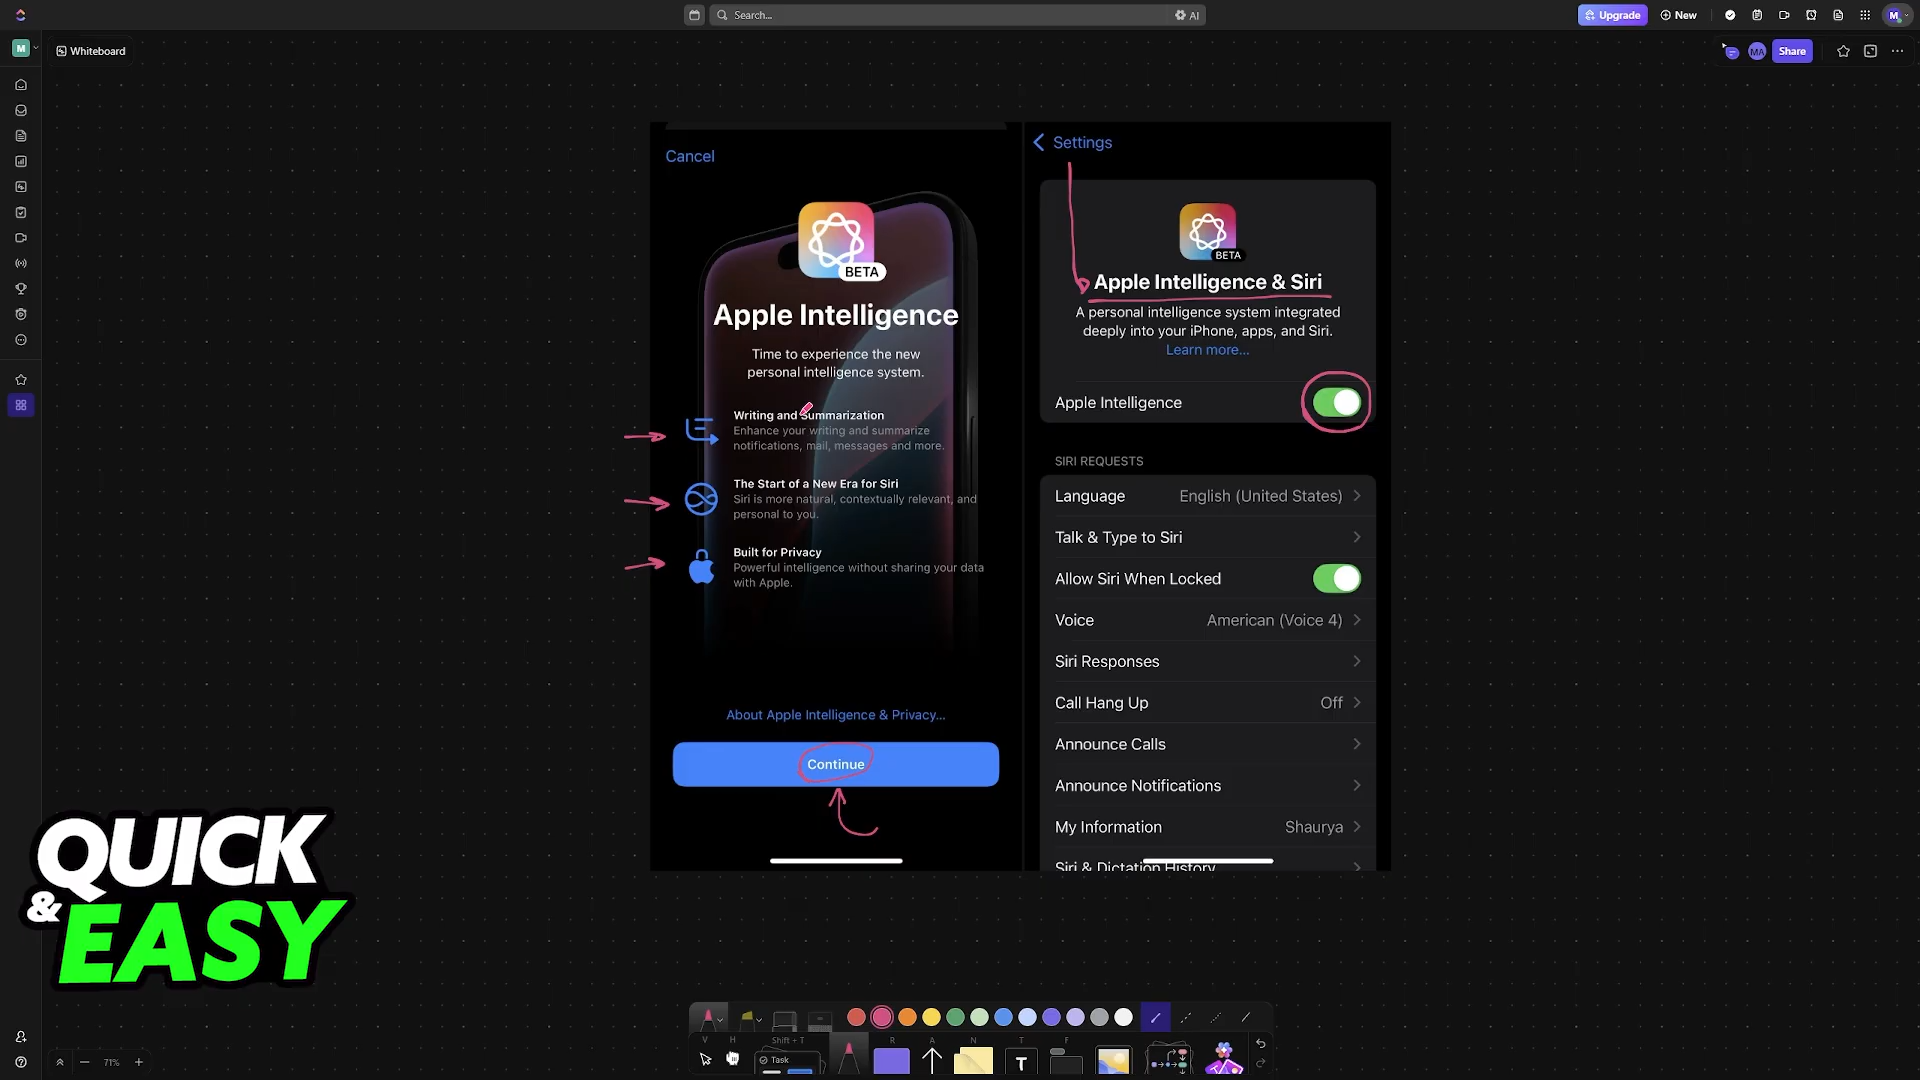 Search...
AI
Upgrade
New
M
M
Whiteboard
MA
Share
Cancel
BETA
Apple Intelligence
Time to experience the new
personal intelligence system.
Writing and Summarization
Enhance your writing and summarize
notifications, mail, messages and more.
The Start of a New Era for Siri
Siri is more natural, contextually relevant, and
personal to you.
Built for Privacy
Powerful intelligence without sharing your data
with Apple.
About Apple Intelligence & Privacy...
Continue
Settings
BETA
Apple Intelligence & Siri
A personal intelligence system integrated
deeply into your iPhone, apps, and Siri.
Learn more...
Apple Intelligence
SIRI REQUESTS
Language English (United States)
Talk & Type to Siri
Allow Siri When Locked
Voice American (Voice 4)
Siri Responses
Call Hang Up Off
Announce Calls
Announce Notifications
My Information Shaurya
Siri & Dictation History
QUICK
& EASY
71%
V H Shift + T R A N T F
Task
T